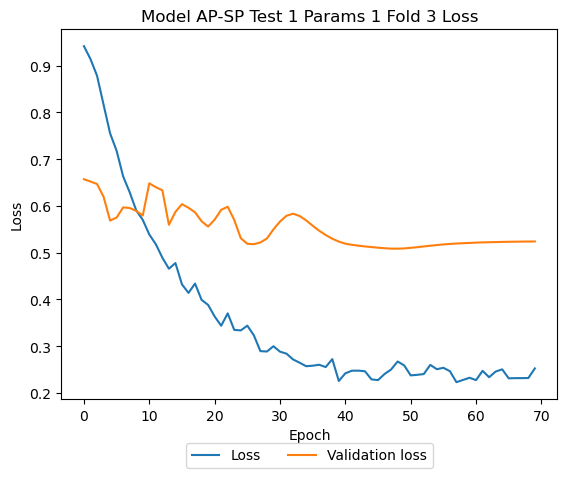 Model AP-SP Test 1 Params 1 Fold 3 Loss
Loss
0.9
0.8
0.7
0.6
0.5
0.4
0.3
0.2
0 10 20 30 40 50 60 70
Epoch
Loss Validation loss